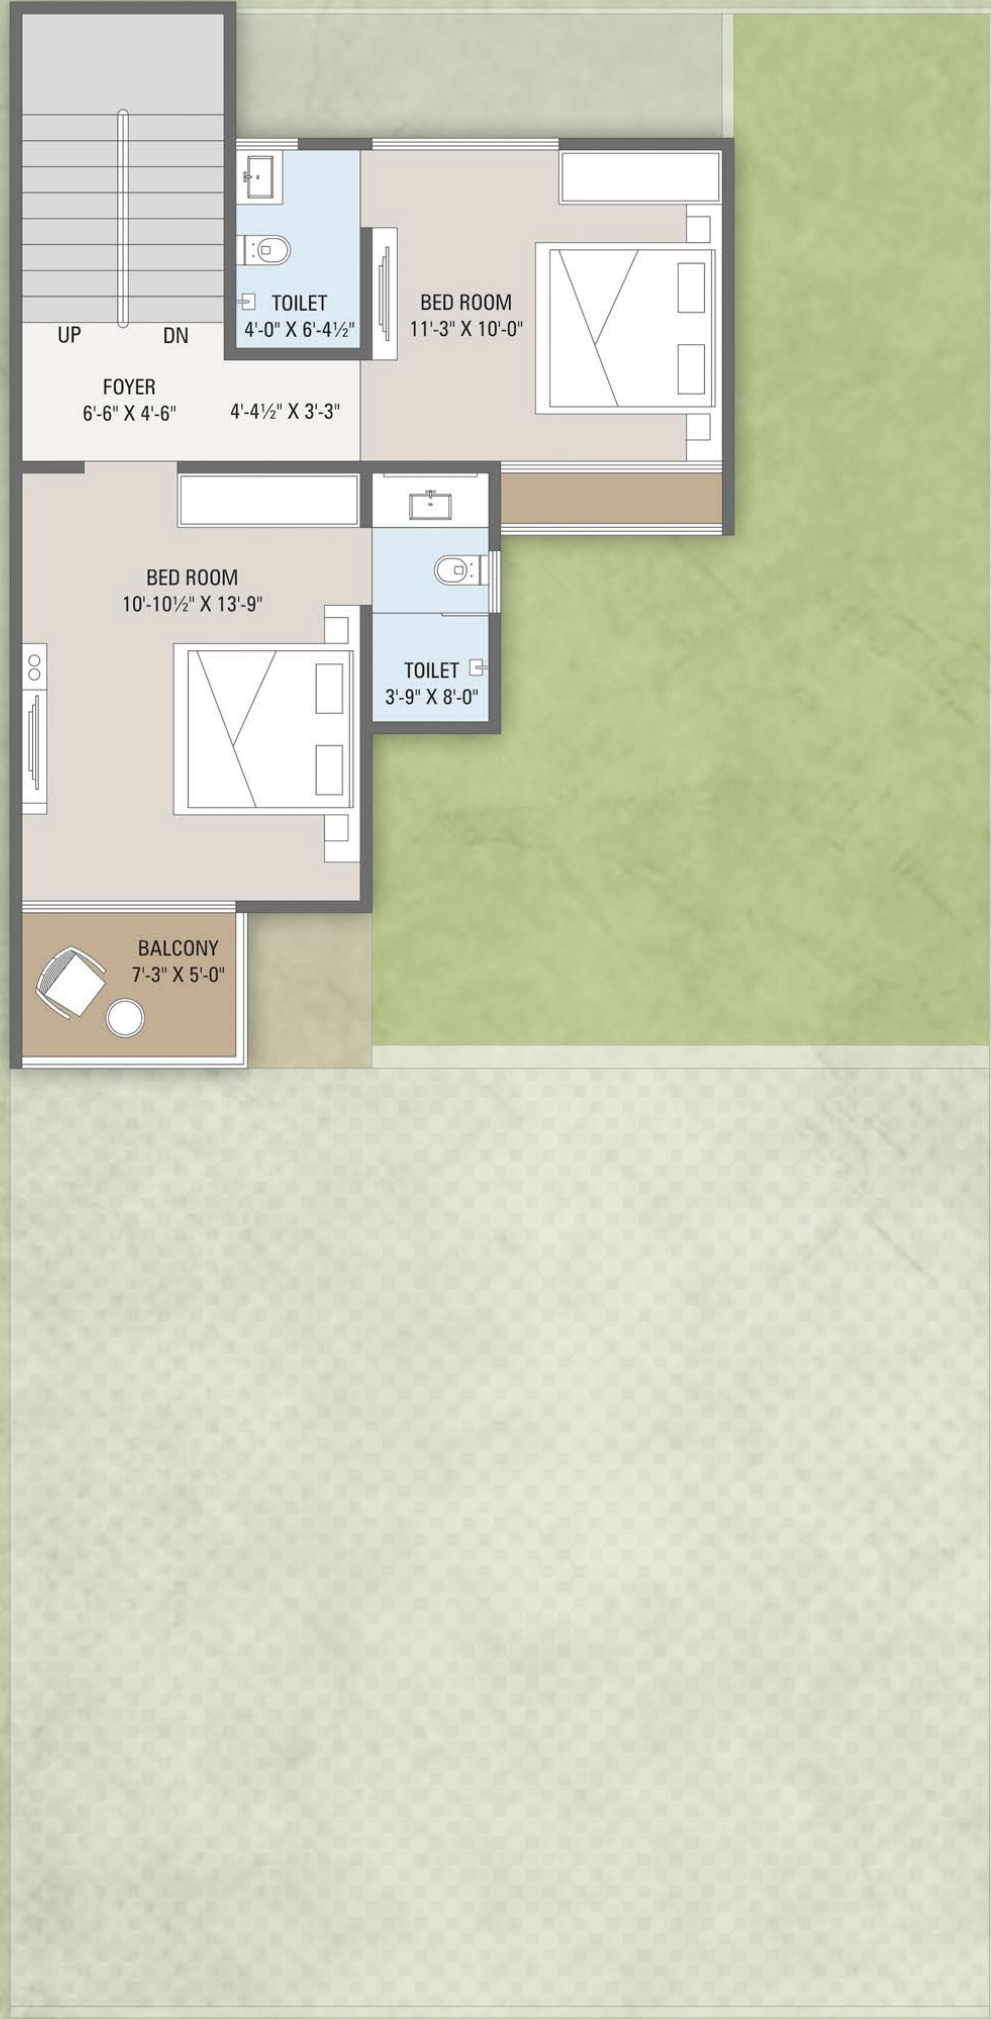 TOILET
4'-0" X 6'-4½"
BED ROOM
11'-3" X 10'-0"
UP
DN
FOYER
6'-6" X 4'-6"
4'-4½" X 3'-3"
BED ROOM
10'-10½" X 13'-9"
TOILET
3'-9" X 8'-0"
BALCONY
7'-3" X 5'-0"